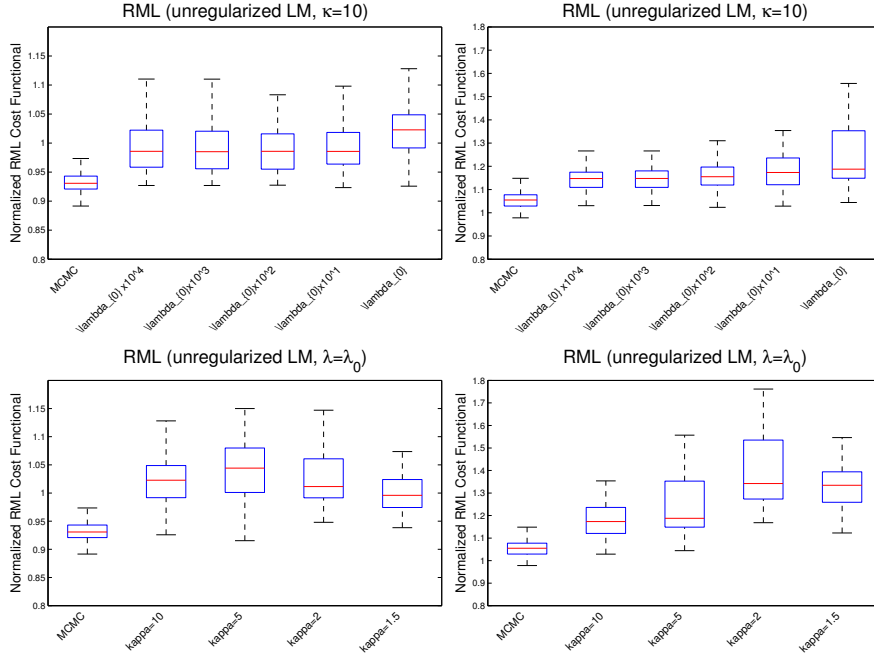 RML (unregularized LM, κ=10)
Normalized RML Cost Functional
1.15
1.1
1.05
1
0.95
0.9
0.85
0.8
MCMC
\lambda_{0} x10^4
\lambda_{0}x10^3
\lambda_{0}x10^2
\lambda_{0}x10^1
\lambda_{0}
RML (unregularized LM, κ=10)
Normalized RML Cost Functional
1.8
1.7
1.6
1.5
1.4
1.3
1.2
1.1
1
0.9
0.8
MCMC
\lambda_{0} x10^4
\lambda_{0}x10^3
\lambda_{0}x10^2
\lambda_{0}x10^1
\lambda_{0}
RML (unregularized LM, λ=λ₀)
Normalized RML Cost Functional
1.15
1.1
1.05
1
0.95
0.9
0.85
0.8
MCMC
kappa=10
kappa=5
kappa=2
kappa=1.5
RML (unregularized LM, λ=λ₀)
Normalized RML Cost Functional
1.8
1.7
1.6
1.5
1.4
1.3
1.2
1.1
1
0.9
0.8
MCMC
kappa=10
kappa=5
kappa=2
kappa=1.5